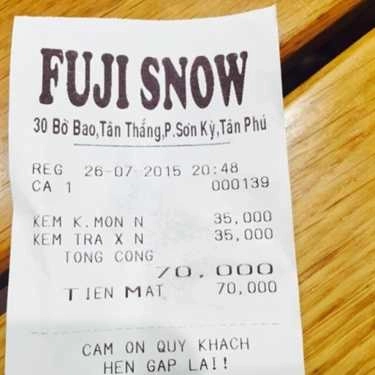 FUJI SNOW
30 Bờ Bao,Tân Thắng,P.Sơn Kỳ,Tân Phú
REG 26-07-2015 20:48
CA 1 000139
KEM K.MON N 35,000
KEM TRA X N 35,000
TONG CONG
70,000
TIEN MAT 70,000
CAM ON QUY KHACH
HEN GAP LAI!